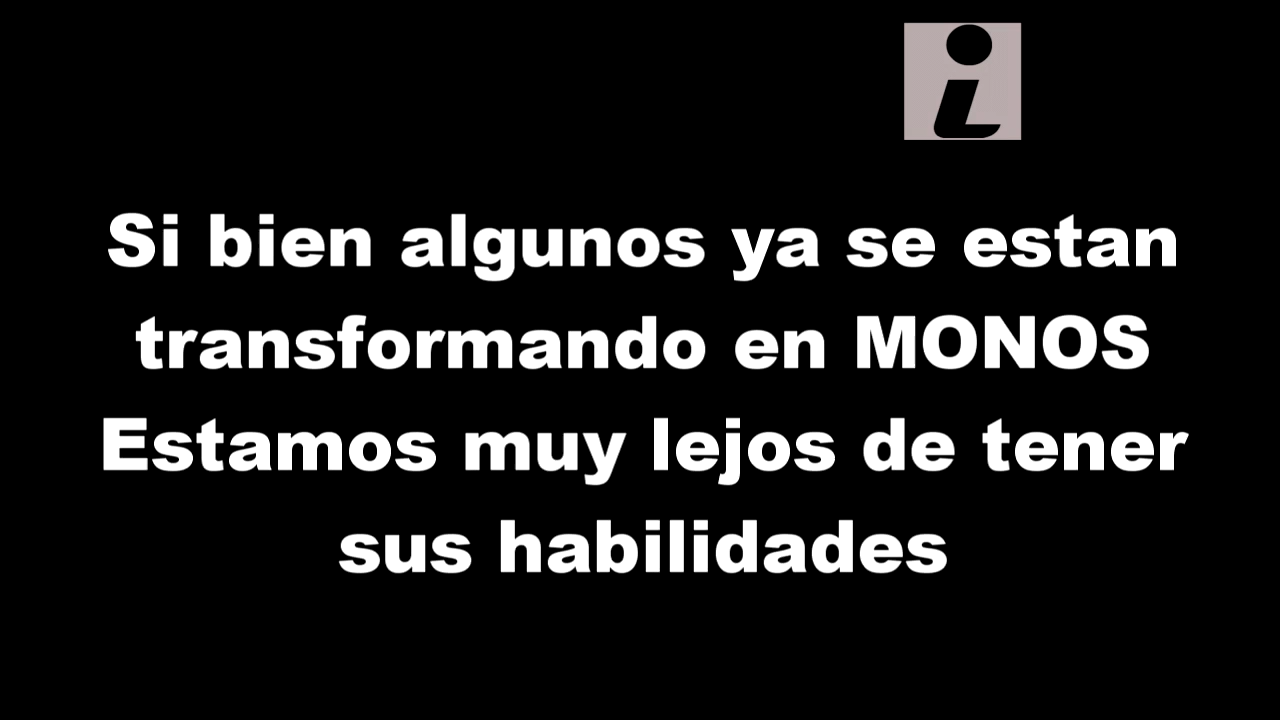 i
Si bien algunos ya se estan
transformando en MONOS
Estamos muy lejos de tener
sus habilidades